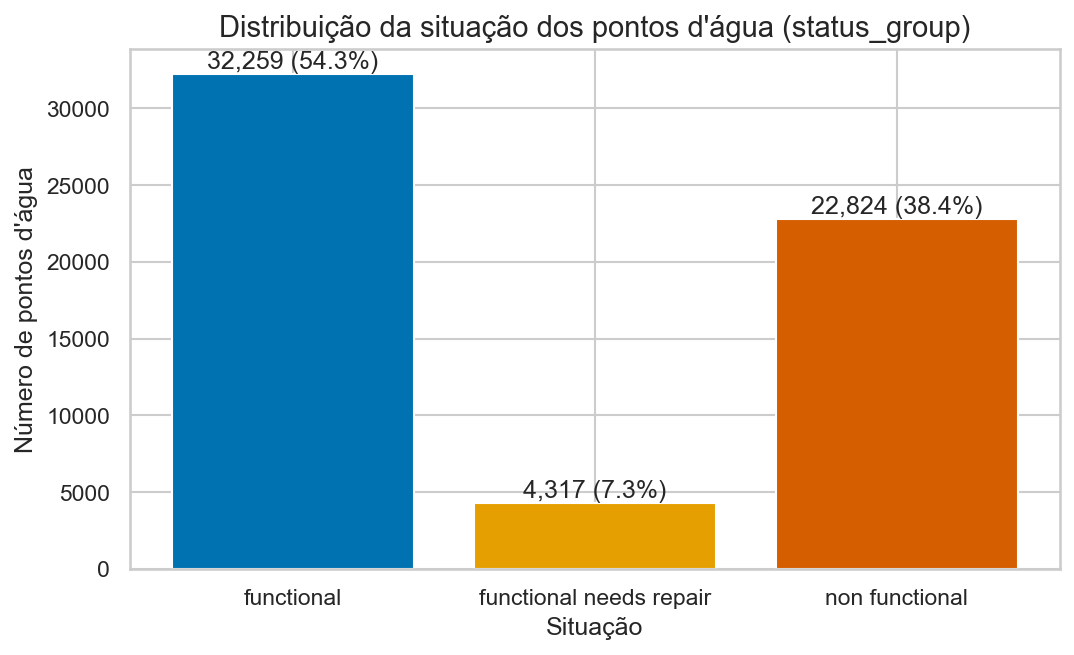 Distribuição da situação dos pontos d'água (status_group)
32,259 (54.3%)
22,824 (38.4%)
4,317 (7.3%)
Número de pontos d'água
30000
25000
20000
15000
10000
5000
0
functional
functional needs repair
non functional
Situação